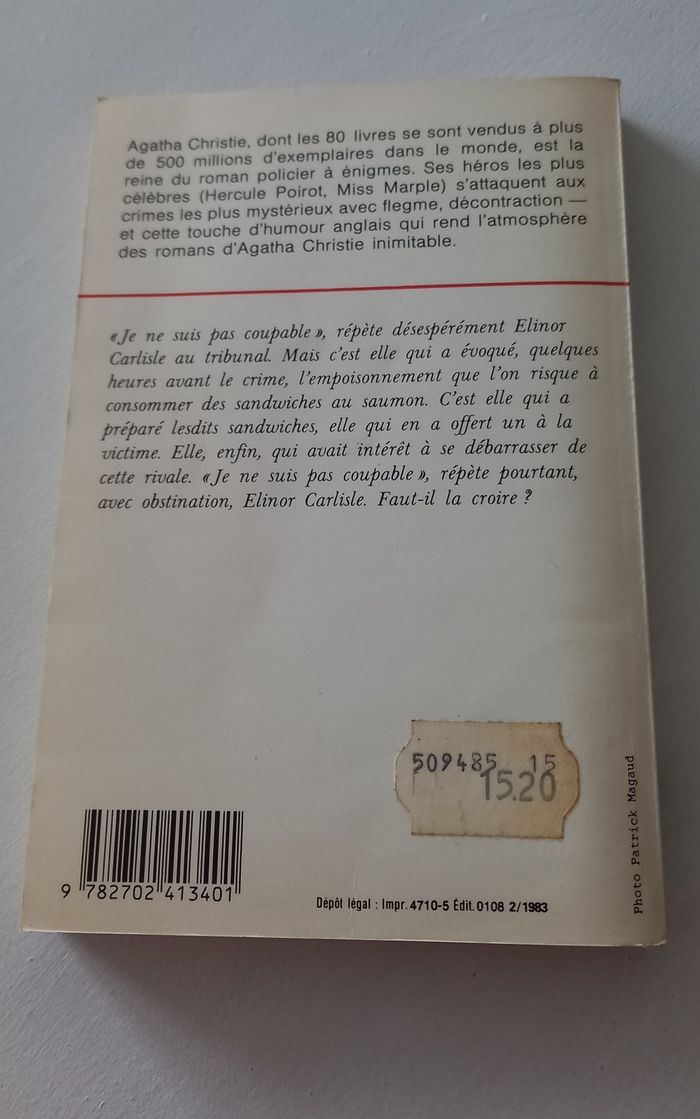 Agatha Christie, dont les 80 livres se sont vendus à plus
de 500 millions d'exemplaires dans le monde, est la
reine du roman policier à énigmes. Ses héros les plus
célèbres (Hercule Poirot, Miss Marple) s'attaquent aux
crimes les plus mystérieux avec flegme, décontraction —
et cette touche d'humour anglais qui rend l'atmosphère
des romans d'Agatha Christie inimitable.
«Je ne suis pas coupable», répète désespérément Elinor
Carlisle au tribunal. Mais c'est elle qui a évoqué, quelques
heures avant le crime, l'empoisonnement que l'on risque à
consommer des sandwiches au saumon. C'est elle qui a
préparé lesdits sandwiches, elle qui en a offert un à la
victime. Elle, enfin, qui avait intérêt à se débarrasser de
cette rivale. «Je ne suis pas coupable», répète pourtant,
avec obstination, Elinor Carlisle. Faut-il la croire ?
509485 15
15.20
9 782702 413401
Dépôt légal : Impr. 4710-5 Édit. 0108 2/1983
Photo Patrick Magaud